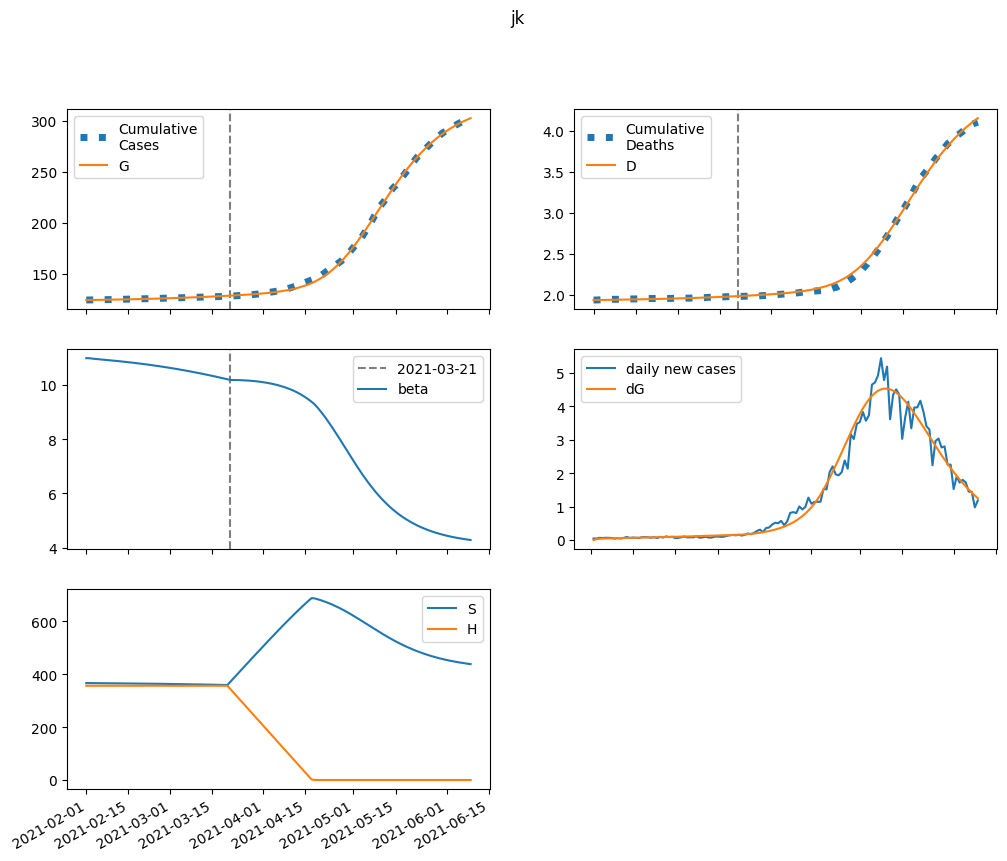 jk
300
250
200
150
Cumulative
Cases
G
4.0
3.5
3.0
2.5
2.0
Cumulative
Deaths
D
10
8
6
4
2021-03-21
beta
5
4
3
2
1
0
daily new cases
dG
600
400
200
0
S
H
2021-02-01
2021-02-15
2021-03-01
2021-03-15
2021-04-01
2021-04-15
2021-05-01
2021-05-15
2021-06-01
2021-06-15